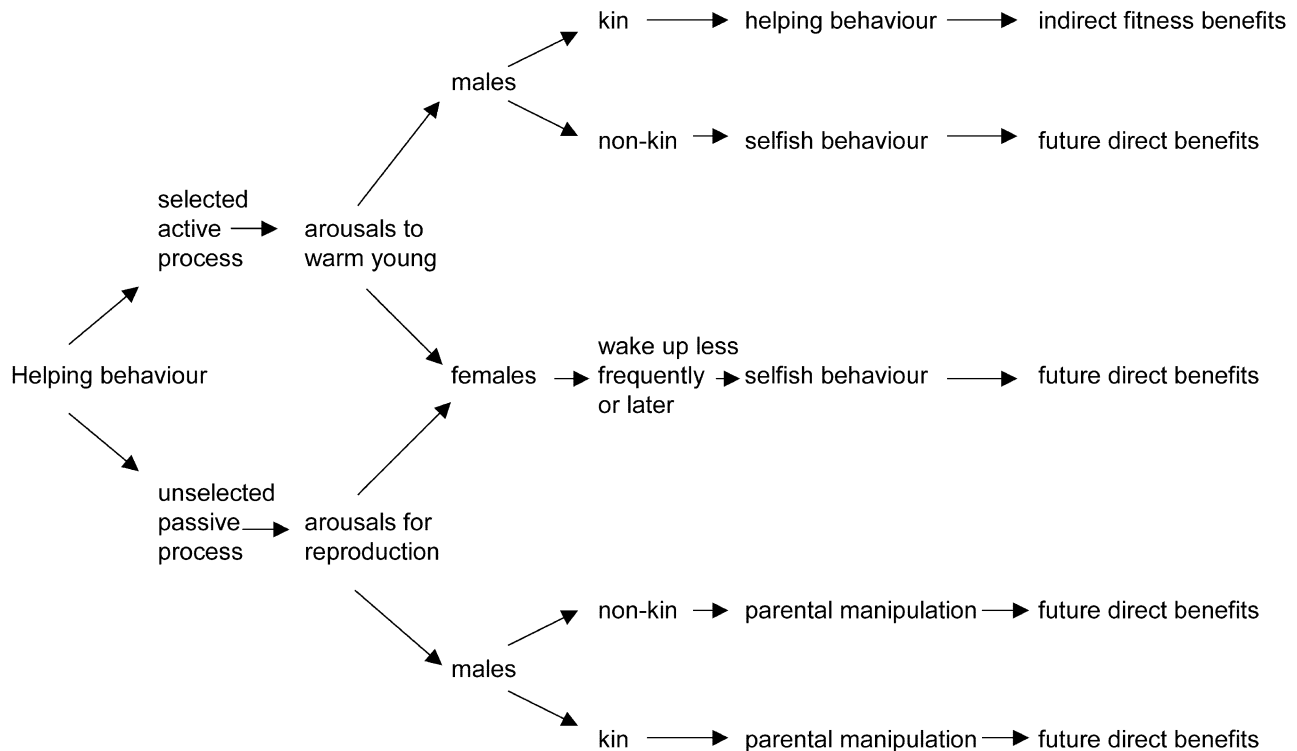 kin
helping behaviour
indirect fitness benefits
males
non-kin
selfish behaviour
future direct benefits
selected
active
process
arousals to
warm young
Helping behaviour
females
wake up less
frequently
or later
selfish behaviour
future direct benefits
unselected
passive
process
arousals for
reproduction
non-kin
parental manipulation
future direct benefits
males
kin
parental manipulation
future direct benefits